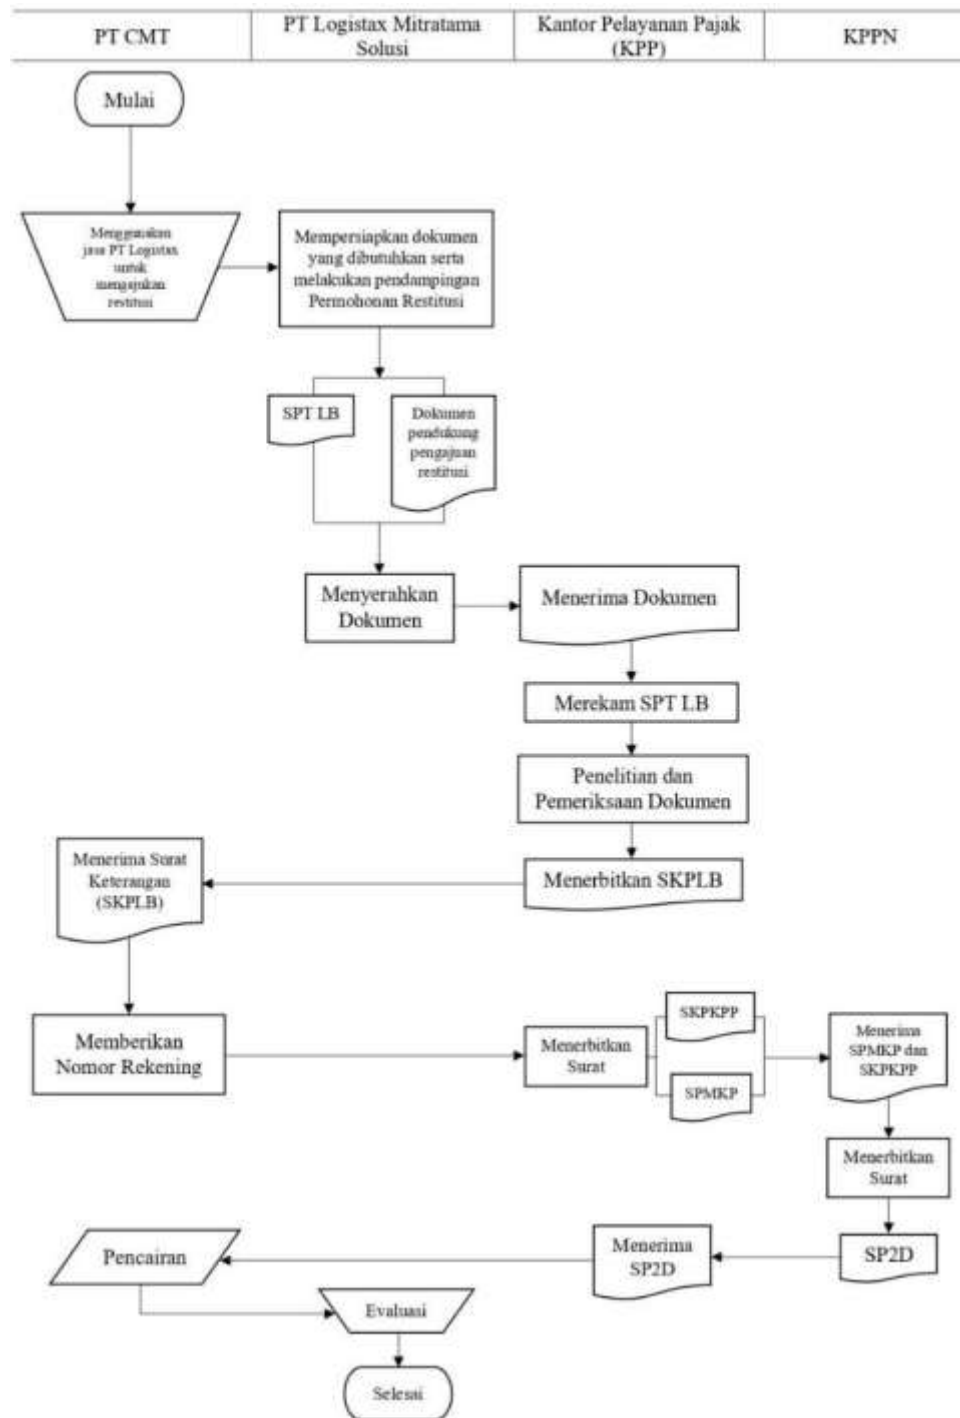 PT CMT
PT Logistax Mitratama
Solusi
Kantor Pelayanan Pajak
(KPP)
KPPN
Mulai
Menggunakan
jasa PT Logistax
untuk
mengajukan
restitusi
Mempersiapkan dokumen
yang dibutuhkan serta
melakukan pendampingan
Permohonan Restitusi
SPT LB
Dokumen
pendukung
pengajuan
restitusi
Menyerahkan
Dokumen
Menerima Dokumen
Merekam SPT LB
Penelitian dan
Pemeriksaan Dokumen
Menerbitkan SKPLB
Menerima Surat
Keterangan
(SKPLB)
Memberikan
Nomor Rekening
Menerbitkan
Surat
SKPKPP
SPMKP
Menerima
SPMKP dan
SKPKPP
Menerbitkan
Surat
SP2D
Menerima
SP2D
Pencairan
Evaluasi
Selesai